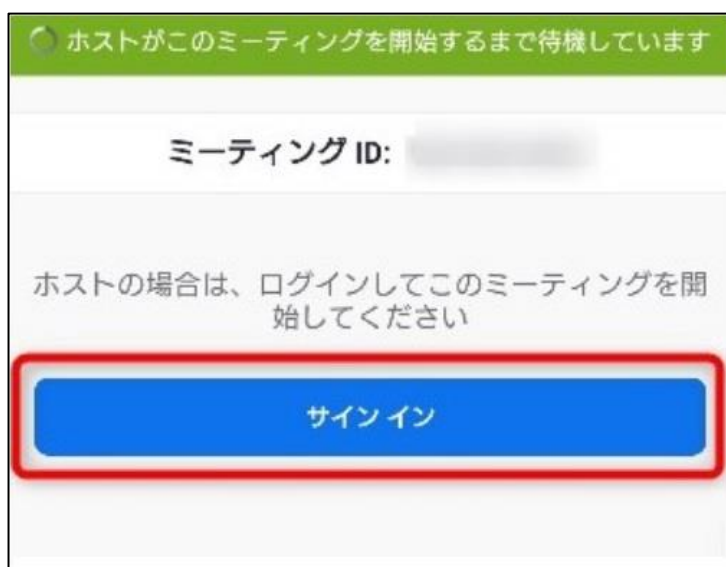 ホストがこのミーティングを開始するまで待機しています
ミーティング ID:
ホストの場合は、ログインしてこのミーティングを開
始してください
サイン イン